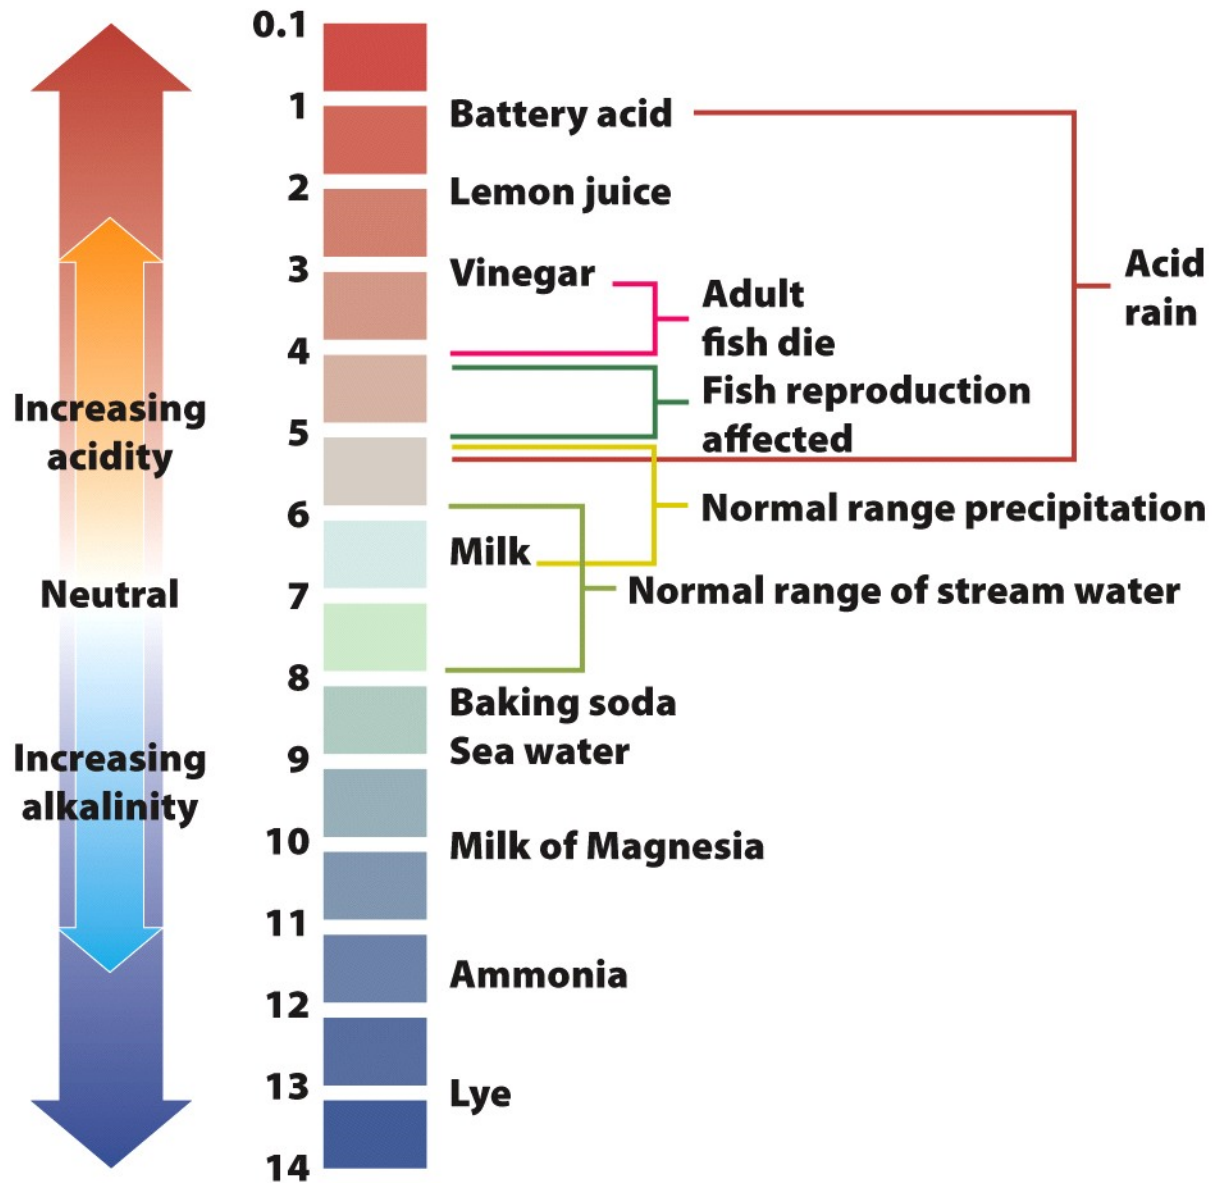 0.1
1
Battery acid
2
Lemon juice
3
Vinegar
Adult
fish die
Acid
rain
4
Fish reproduction
affected
Increasing
acidity
5
6
Normal range precipitation
Milk
7
Neutral
Normal range of stream water
8
Baking soda
Sea water
9
Increasing
alkalinity
10
Milk of Magnesia
11
Ammonia
12
13
Lye
14